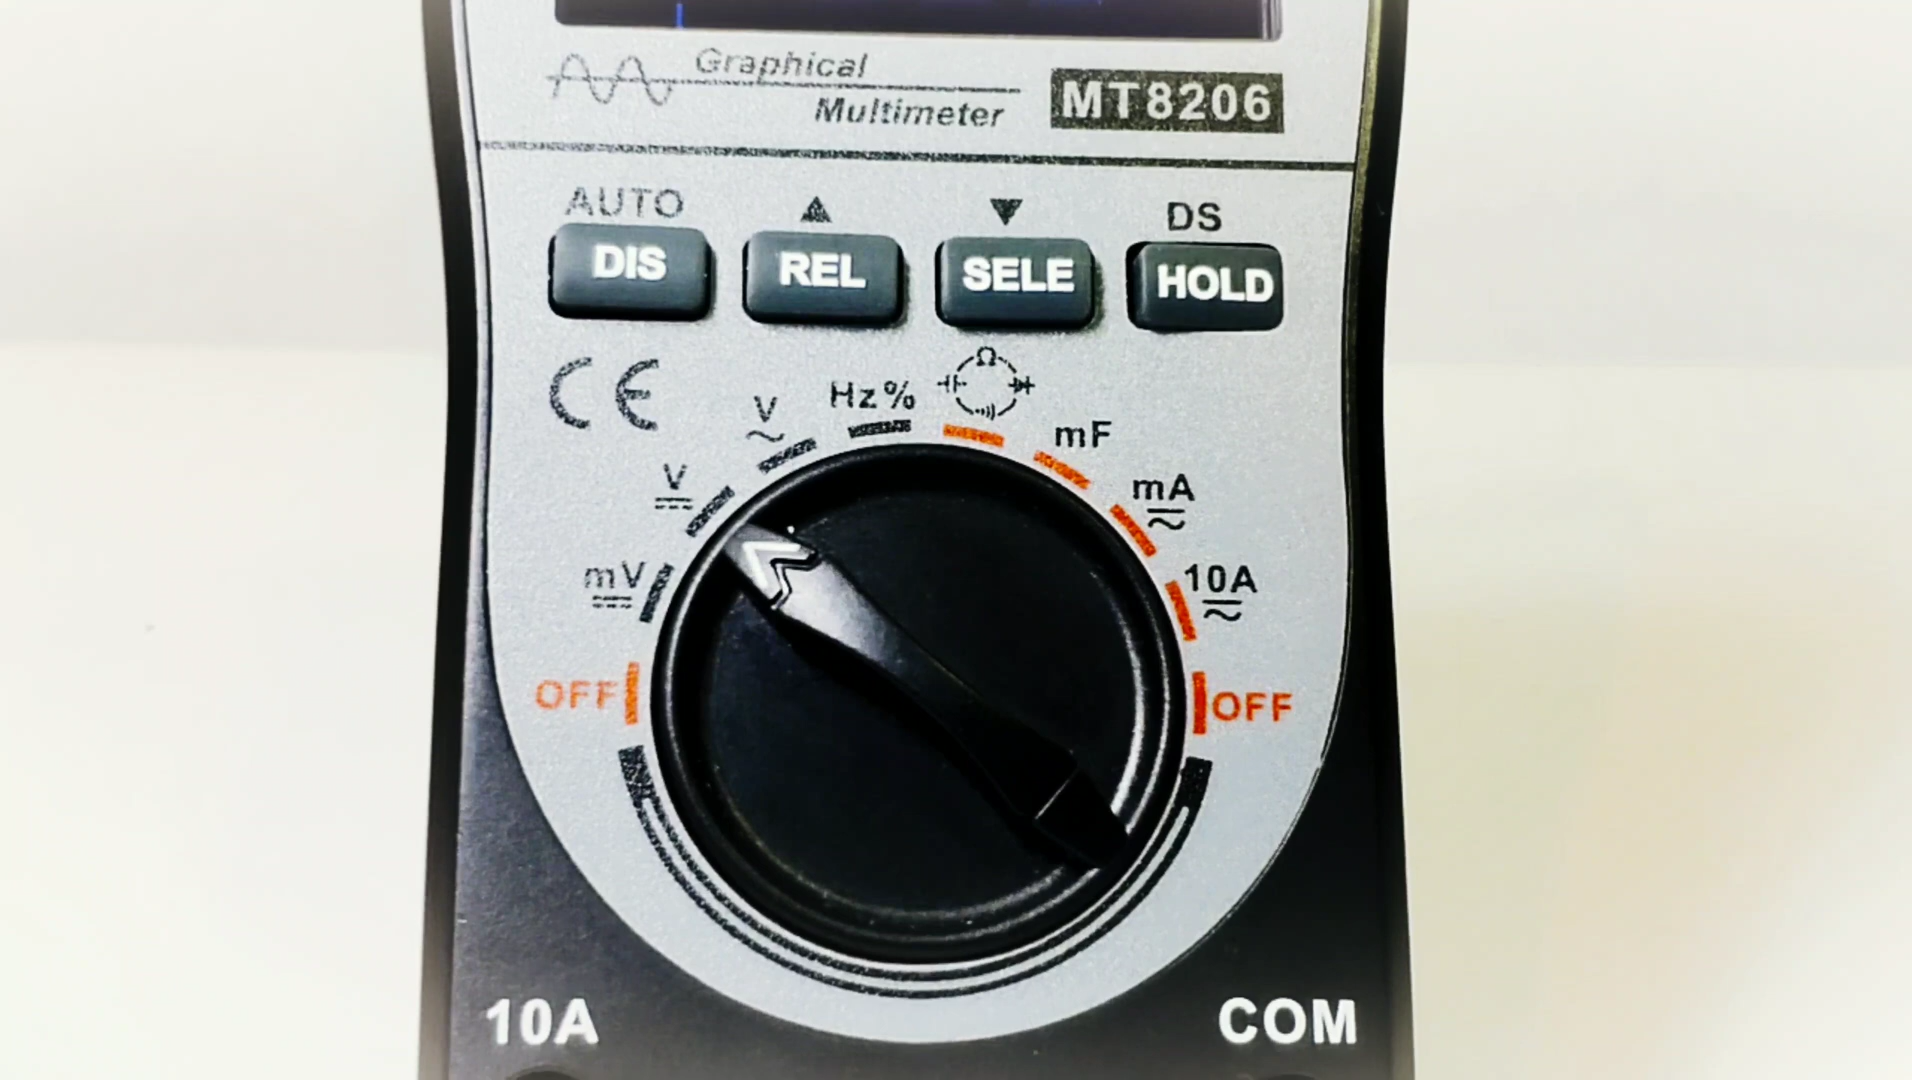 Graphical
Multimeter
MT8206
AUTO ▲ ▼ DS
DIS REL SELE HOLD
CE
V Hz% Ω mF
V mA
mV 10A
OFF OFF
10A COM